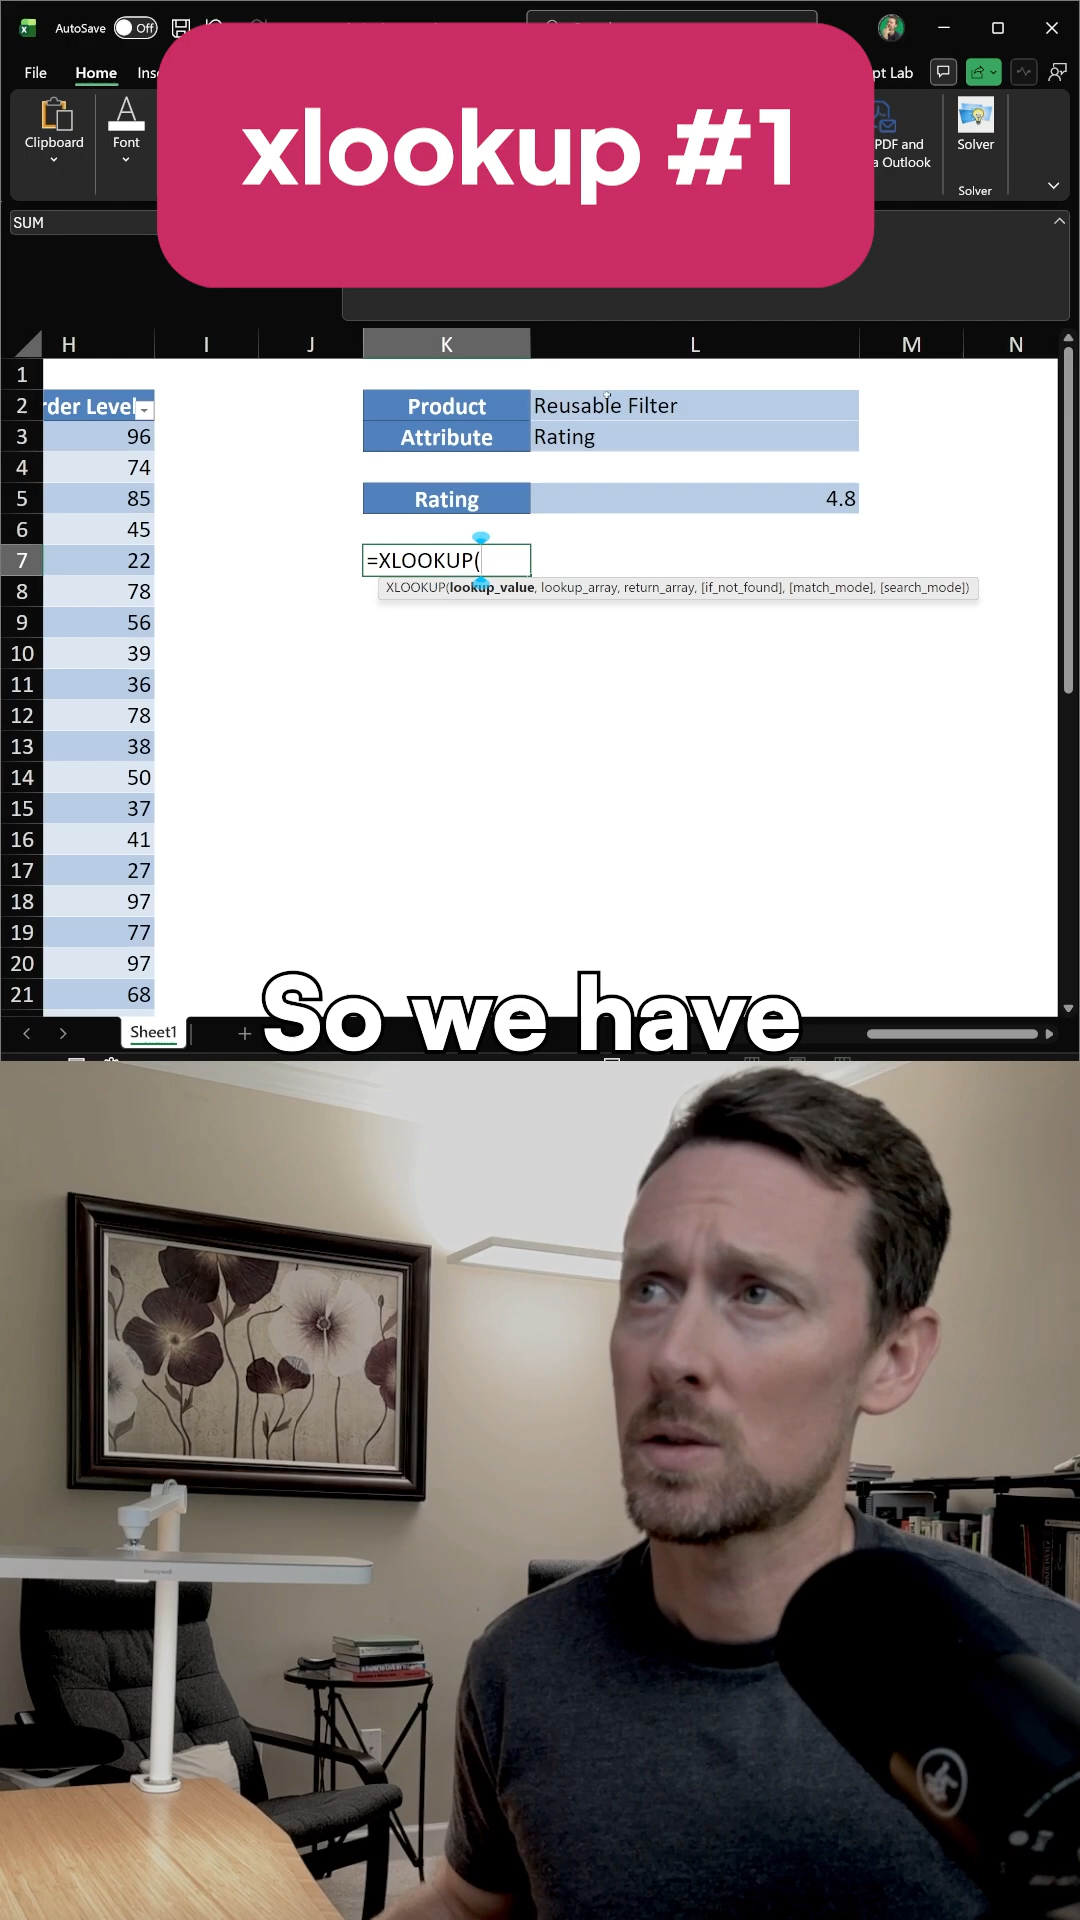 AutoSave Off
File Home Ins
pt Lab
xlookup #1
Clipboard
Font
PDF and
a Outlook
Solver
Solver
SUM
H I J K L M N
1
2 rder Level Product Reusable Filter
3 96 Attribute Rating
4 74
5 85 Rating 4.8
6 45
7 22 =XLOOKUP(
XLOOKUP(lookup_value, lookup_array, return_array, [if_not_found], [match_mode], [search_mode])
8 78
9 56
10 39
11 36
12 78
13 38
14 50
15 37
16 41
17 27
18 97
19 77
20 97
21 68
Sheet1
So we have